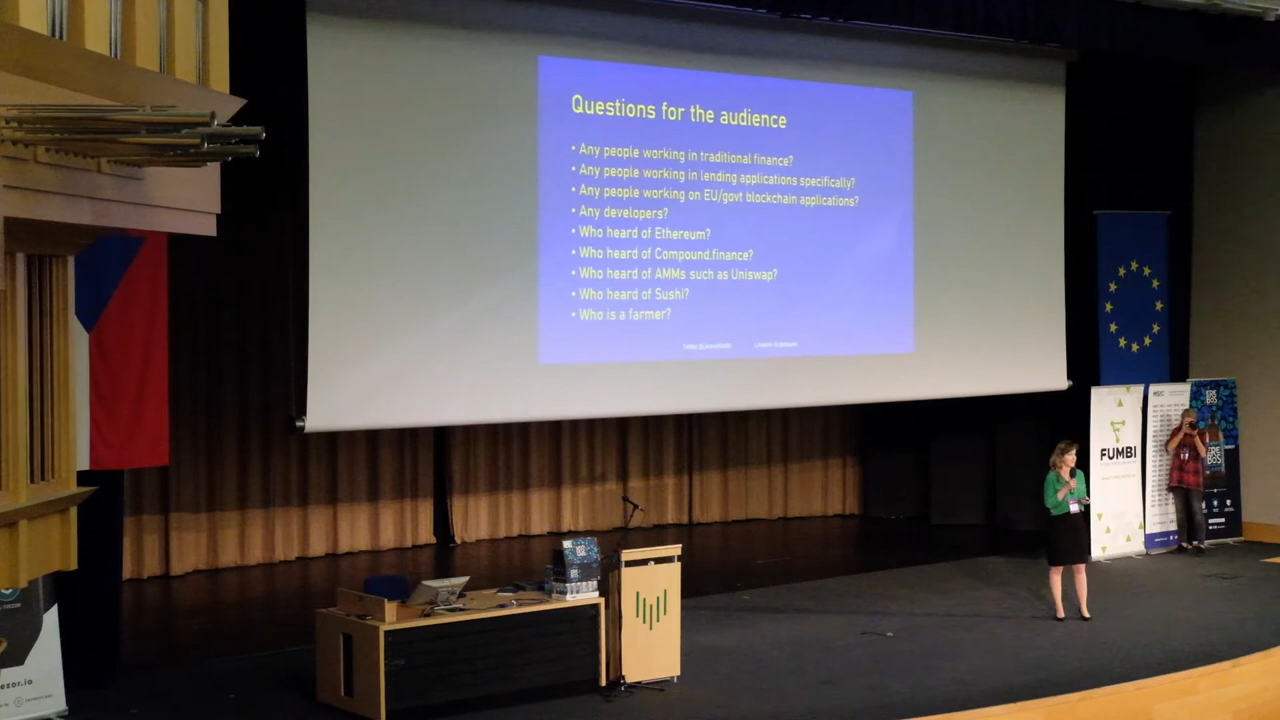 Questions for the audience
• Any people working in traditional finance?
• Any people working in lending applications specifically?
• Any people working on EU/govt blockchain applications?
• Any developers?
• Who heard of Ethereum?
• Who heard of Compound.finance?
• Who heard of AMMs such as Uniswap?
• Who heard of Sushi?
• Who is a farmer?
FUMBI
ezor.io